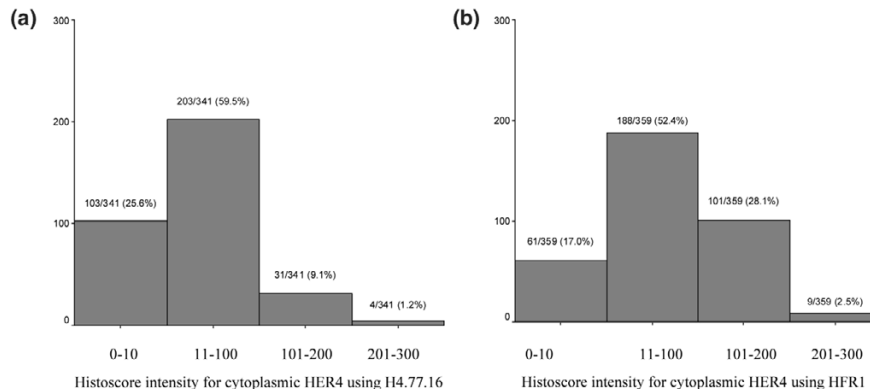 (a)
300
203/341 (59.5%)
200
103/341 (25.6%)
100
31/341 (9.1%)
4/341 (1.2%)
0
0-10 11-100 101-200 201-300
Histoscore intensity for cytoplasmic HER4 using H4.77.16
(b)
300
188/359 (52.4%)
200
101/359 (28.1%)
61/359 (17.0%)
100
9/359 (2.5%)
0
0-10 11-100 101-200 201-300
Histoscore intensity for cytoplasmic HER4 using HFR1